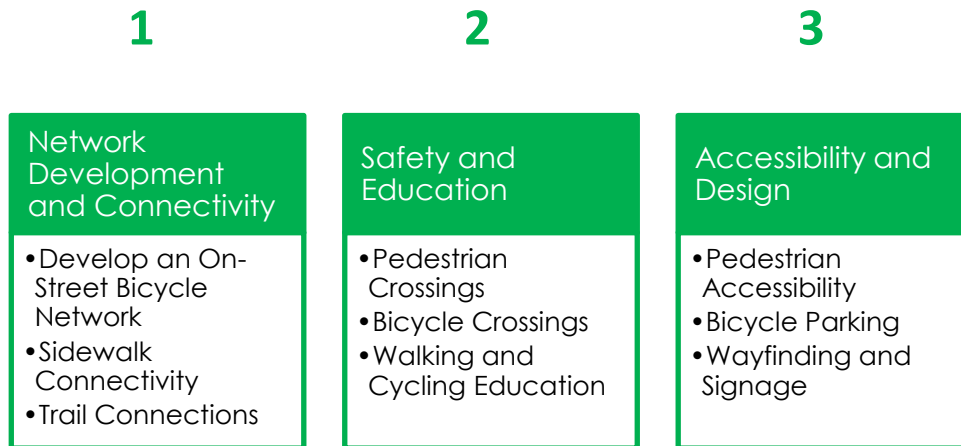 1
2
3
Network
Development
and Connectivity
•Develop an On-
Street Bicycle
Network
•Sidewalk
Connectivity
•Trail Connections
Safety and
Education
•Pedestrian
Crossings
•Bicycle Crossings
•Walking and
Cycling Education
Accessibility and
Design
•Pedestrian
Accessibility
•Bicycle Parking
•Wayfinding and
Signage